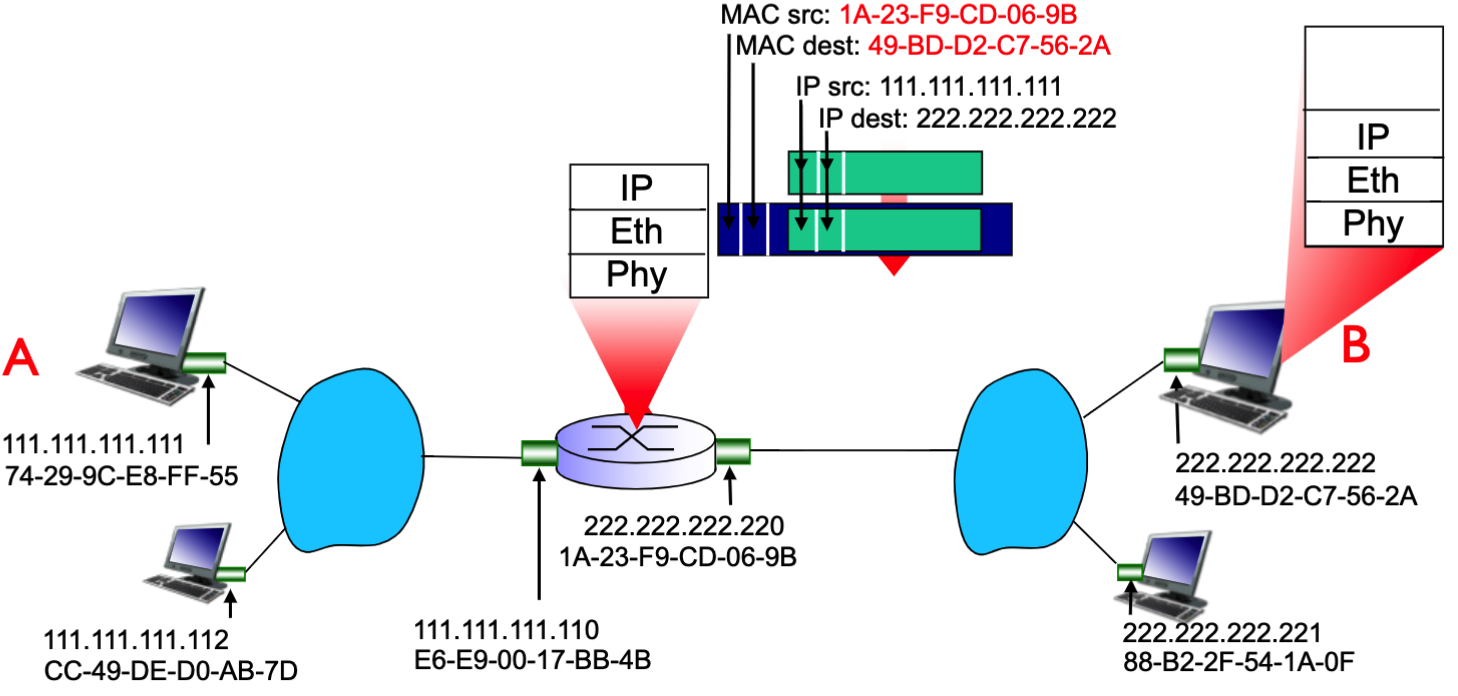 MAC src: 1A-23-F9-CD-06-9B
MAC dest: 49-BD-D2-C7-56-2A
IP src: 111.111.111.111
IP dest: 222.222.222.222
IP
Eth
Phy
IP
Eth
Phy
A
B
111.111.111.111
74-29-9C-E8-FF-55
222.222.222.222
49-BD-D2-C7-56-2A
222.222.222.220
1A-23-F9-CD-06-9B
111.111.111.112
CC-49-DE-D0-AB-7D
111.111.111.110
E6-E9-00-17-BB-4B
222.222.222.221
88-B2-2F-54-1A-0F